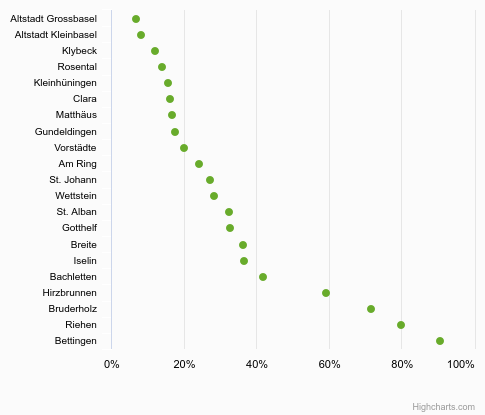 Altstadt Grossbasel
Altstadt Kleinbasel
Klybeck
Rosental
Kleinhüningen
Clara
Matthäus
Gundeldingen
Vorstädte
Am Ring
St. Johann
Wettstein
St. Alban
Gotthelf
Breite
Iselin
Bachletten
Hirzbrunnen
Bruderholz
Riehen
Bettingen
0% 20% 40% 60% 80% 100%
Highcharts.com